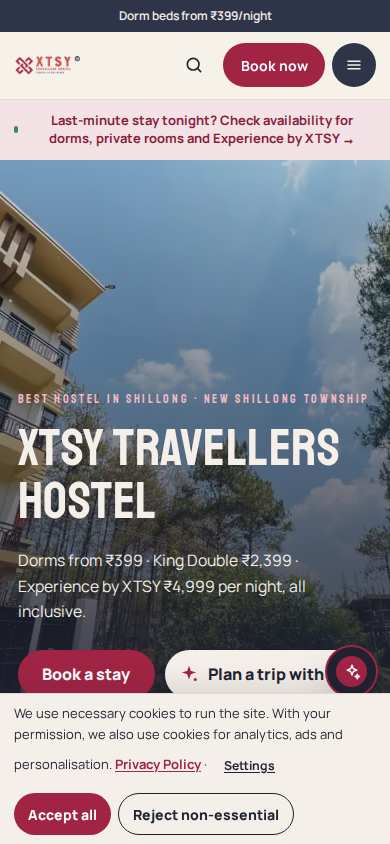 Dorm beds from ₹399/night
XTSY
Book now
Last-minute stay tonight? Check availability for
dorms, private rooms and Experience by XTSY →
BEST HOSTEL IN SHILLONG · NEW SHILLONG TOWNSHIP
XTSY TRAVELLERS
HOSTEL
Dorms from ₹399 · King Double ₹2,399 ·
Experience by XTSY ₹4,999 per night, all
inclusive.
Book a stay
Plan a trip with
We use necessary cookies to run the site. With your
permission, we also use cookies for analytics, ads and
personalisation. Privacy Policy · Settings
Accept all
Reject non-essential